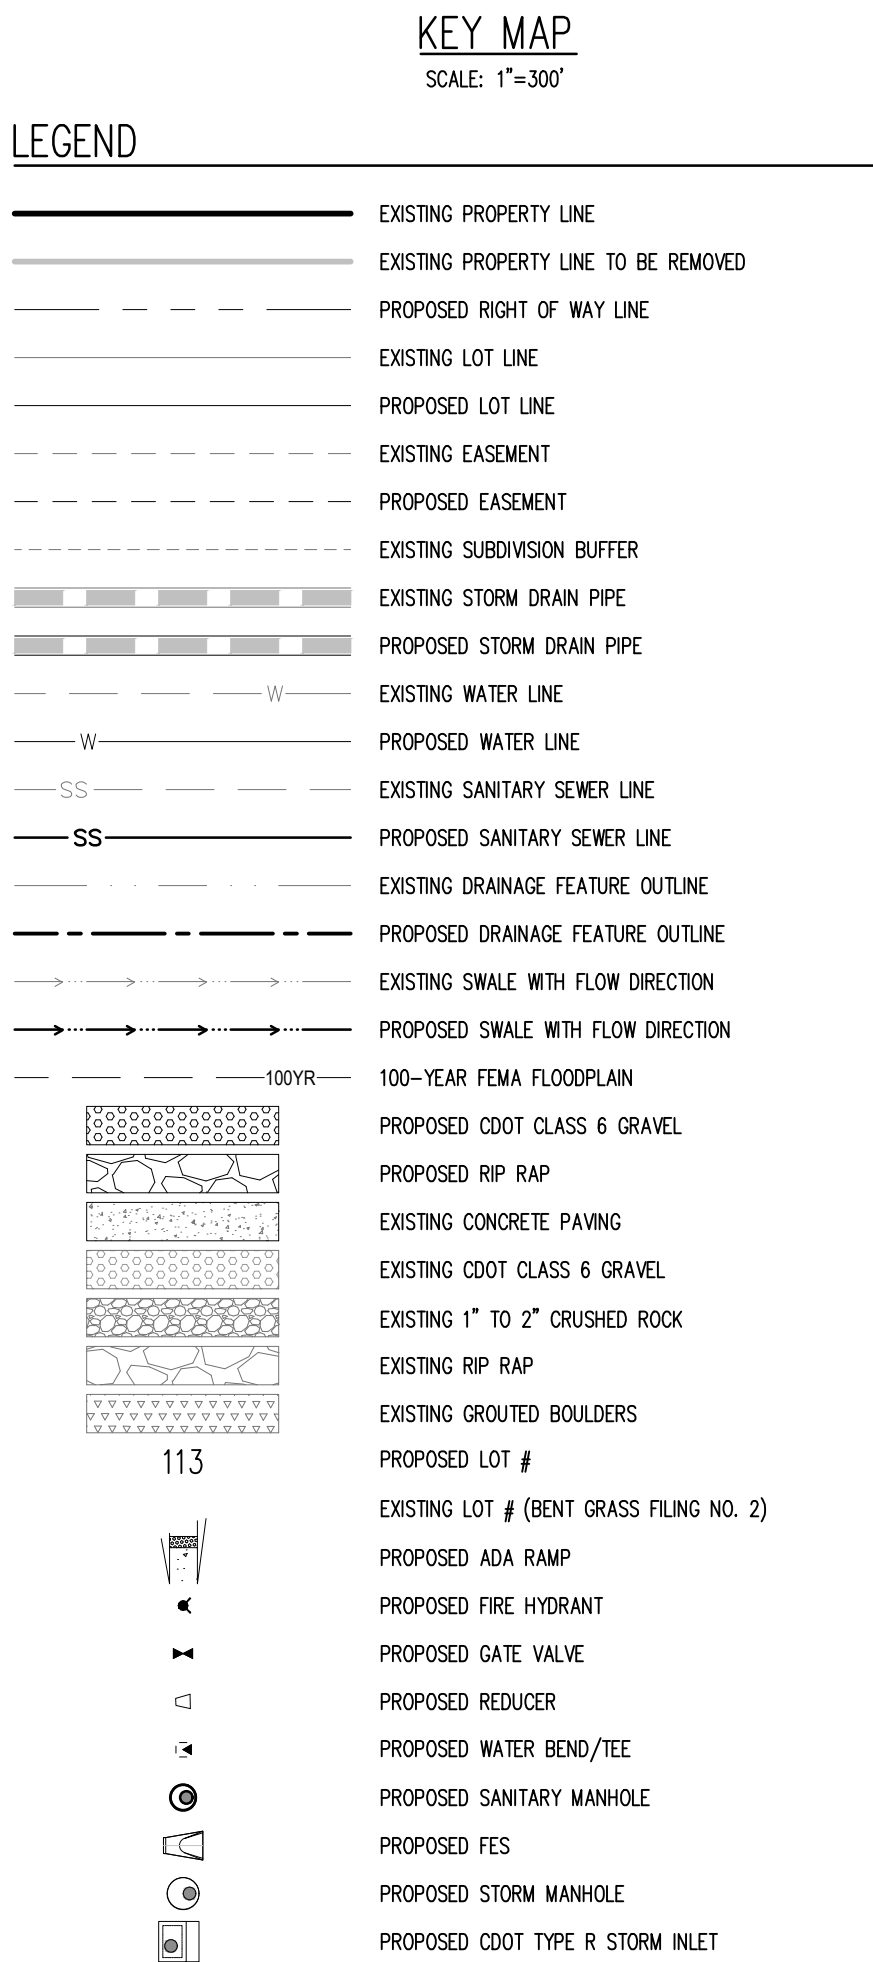 KEY MAP
SCALE: 1"=300'
LEGEND
EXISTING PROPERTY LINE
EXISTING PROPERTY LINE TO BE REMOVED
PROPOSED RIGHT OF WAY LINE
EXISTING LOT LINE
PROPOSED LOT LINE
EXISTING EASEMENT
PROPOSED EASEMENT
EXISTING SUBDIVISION BUFFER
EXISTING STORM DRAIN PIPE
PROPOSED STORM DRAIN PIPE
W EXISTING WATER LINE
W PROPOSED WATER LINE
SS EXISTING SANITARY SEWER LINE
SS PROPOSED SANITARY SEWER LINE
EXISTING DRAINAGE FEATURE OUTLINE
PROPOSED DRAINAGE FEATURE OUTLINE
EXISTING SWALE WITH FLOW DIRECTION
PROPOSED SWALE WITH FLOW DIRECTION
100YR 100-YEAR FEMA FLOODPLAIN
PROPOSED CDOT CLASS 6 GRAVEL
PROPOSED RIP RAP
EXISTING CONCRETE PAVING
EXISTING CDOT CLASS 6 GRAVEL
EXISTING 1" TO 2" CRUSHED ROCK
EXISTING RIP RAP
EXISTING GROUTED BOULDERS
113 PROPOSED LOT #
EXISTING LOT # (BENT GRASS FILING NO. 2)
PROPOSED ADA RAMP
PROPOSED FIRE HYDRANT
PROPOSED GATE VALVE
PROPOSED REDUCER
PROPOSED WATER BEND/TEE
PROPOSED SANITARY MANHOLE
PROPOSED FES
PROPOSED STORM MANHOLE
PROPOSED CDOT TYPE R STORM INLET